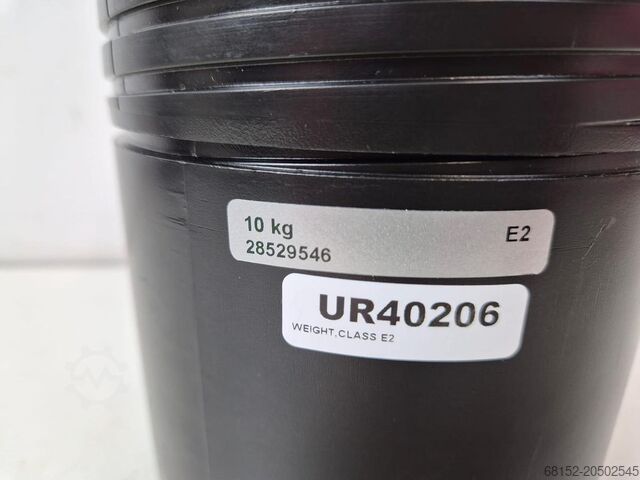 10 kg E2
28529546
UR40206
WEIGHT,CLASS E2
68152-20502545